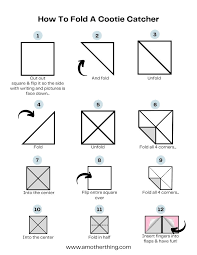 How To Fold A Cootie Catcher
1
2
3
Cut out
square & flip it so the side
with writing and pictures is
face down.
And fold
Unfold
4
5
6
Fold
Unfold
Fold all 4 corners..
7
8
9
Into the center
Flip entire square
over
Fold all 4 corners..
10
11
12
Into the center
Fold in half
Insert fingers into
flaps & have fun!
www.amotherthing.com